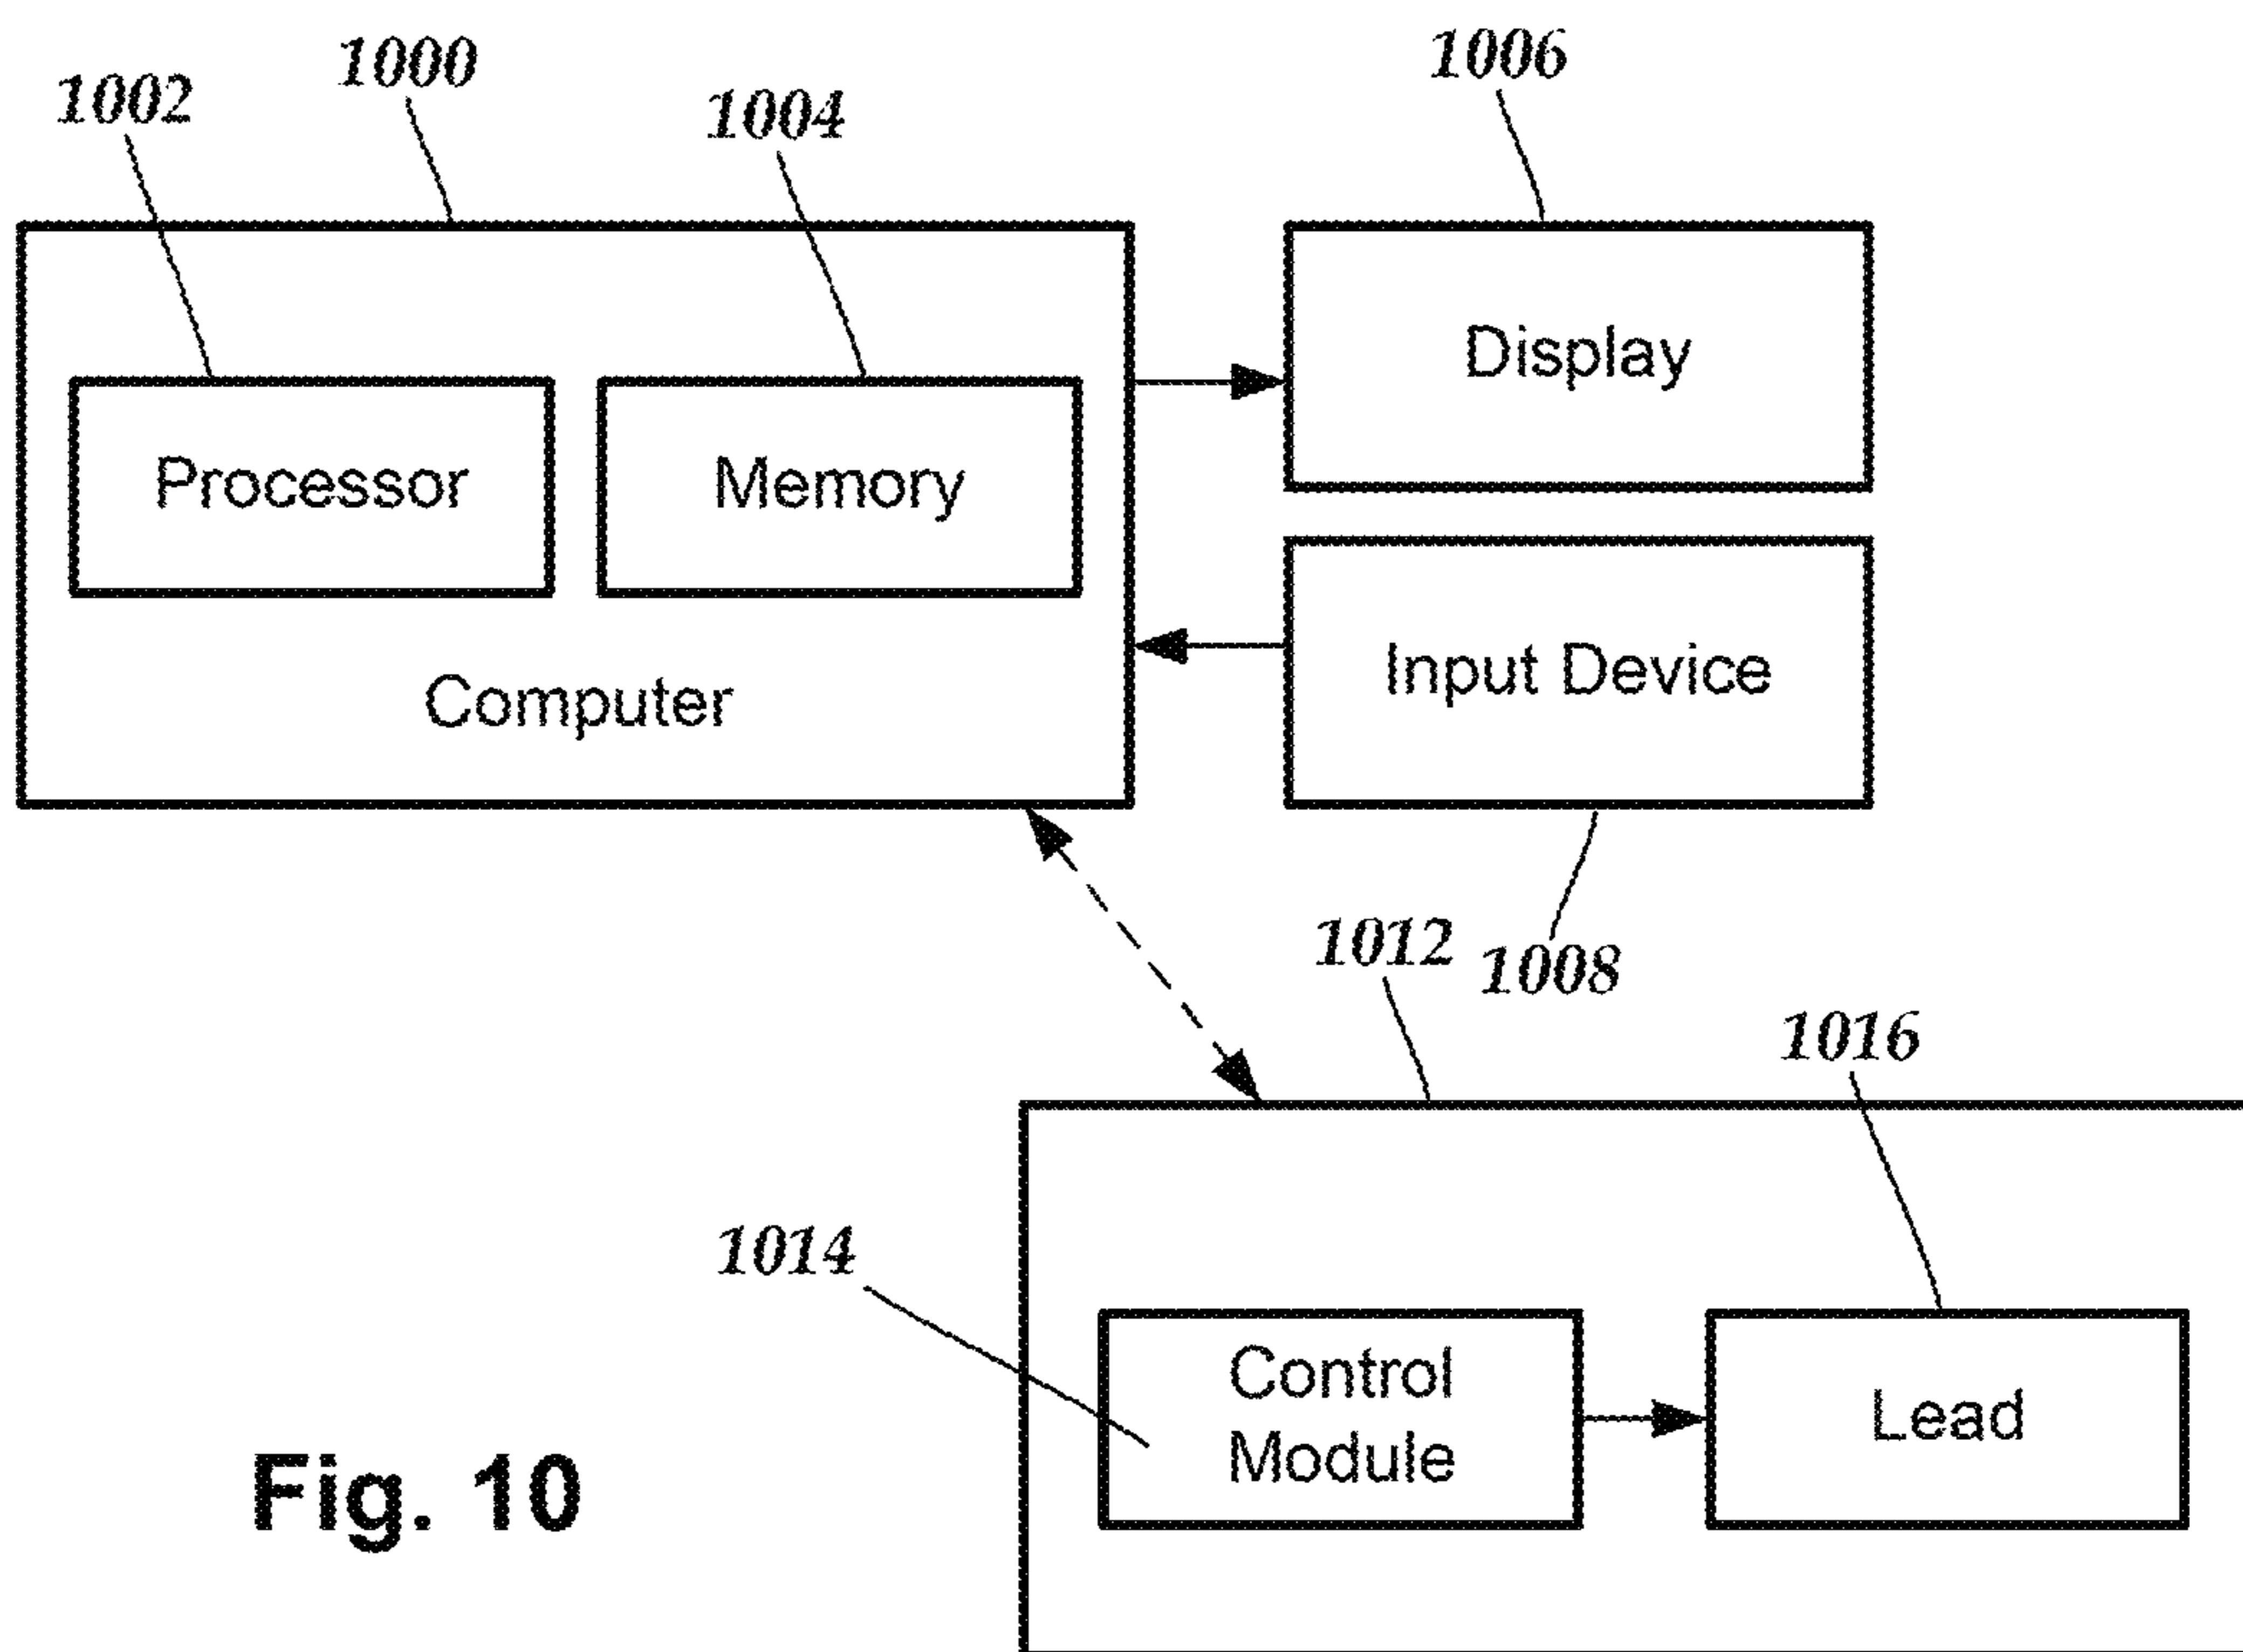 1002
1000
1004
1006
Display
Processor
Memory
Input Device
Computer
1012
1008
1016
1014
Control
Module
Lead
Fig. 10